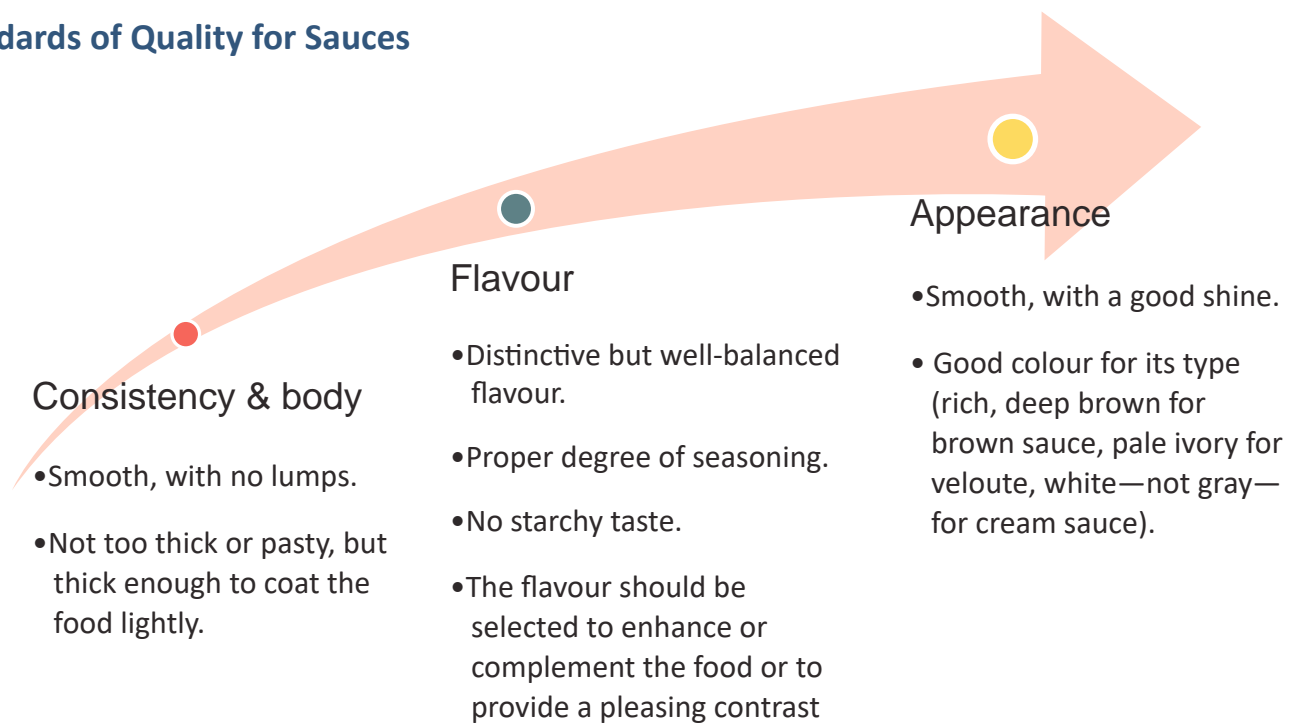 dards of Quality for Sauces
Consistency & body
•Smooth, with no lumps.
•Not too thick or pasty, but
thick enough to coat the
food lightly.
Flavour
•Distinctive but well-balanced
flavour.
•Proper degree of seasoning.
•No starchy taste.
•The flavour should be
selected to enhance or
complement the food or to
provide a pleasing contrast
Appearance
•Smooth, with a good shine.
• Good colour for its type
(rich, deep brown for
brown sauce, pale ivory for
veloute, white—not gray—
for cream sauce).